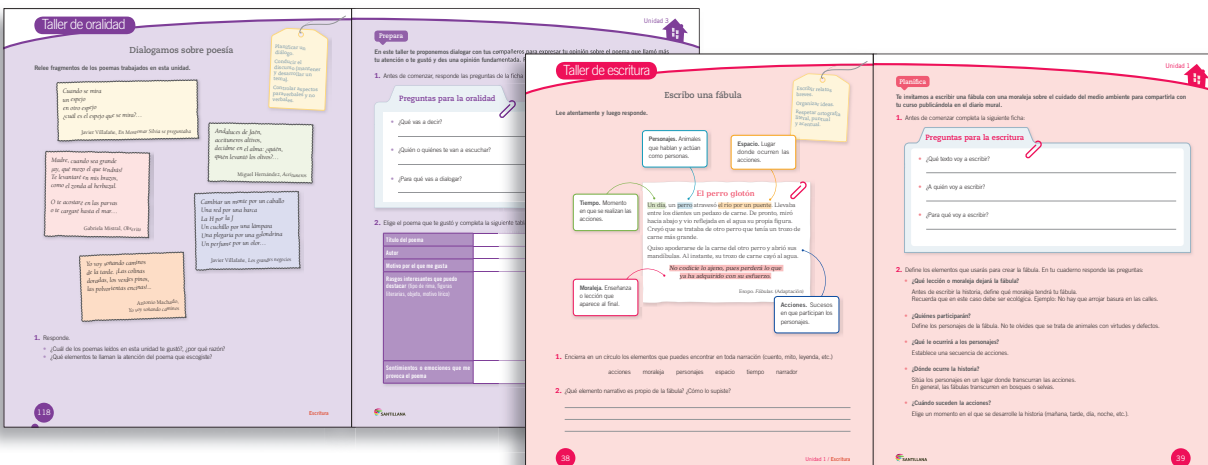 Taller de oralidad
Dialogamos sobre poesía
Releo fragmentos de los poemas trabajados en esta unidad.
Cuando se mira
un espejo
en otro espejo
¿cuál es el espejo que se mira?…
Javier Villafañe,
Andaluces de Jaén,
aceituneros altivos,
decidme en el alma: ¿quién,
quién levantó los olivos?…
Miguel Hernández, Aceituneros
Madre, cuando sea grande
¡ay, qué mozo el que tendrás!
Te levantaré en mis brazos,
como el zonda al herbazal.
O te acostaré en las parvas
o te cargaré hasta el mar…
Gabriela Mistral, Obrerito
Cambiar un monte por un caballo
Una red por una barca
La H por la J
Un cuchillo por una lámpara
Una plegaria por una golondrina
Un perfume por un olor…
Javier Villafañe, Los grandes negocios
Yo voy soñando caminos
de la tarde. ¡Las colinas
doradas, los verdes pinos,
las polvorientas encinas!…
Antonio Machado,
Yo voy soñando caminos
1. Responde.
• ¿Cuál de los poemas leídos en esta unidad te gustó?, ¿por qué razón?
• ¿Qué elementos te llaman la atención del poema que escogiste?
118
Escritura
Unidad 3
Prepara
En este taller te proponemos dialogar con tus compañeros para expresar tu opinión sobre el poema que llamó más
tu atención o te gustó y des una opinión fundamentada.
1. Antes de comenzar, responde las preguntas de la ficha
Preguntas para la oralidad
• ¿Qué vas a decir?
• ¿Quién o quiénes te van a escuchar?
• ¿Para qué vas a dialogar?
2. Elige el poema que te gustó y completa la siguiente
Título del poema
Autor
Motivo por el que me gusta
Rasgos interesantes que puedo
destacar (tipo de rima, figuras
literarias, objeto, motivo lírico)
Sentimientos o emociones que me
provoca el poema
SANTILLANA
Taller de escritura
Escribo una fábula
Escribir relatos
breves.
Organizar ideas.
Respetar ortografía
literal, puntual
y acentual.
Lee atentamente y luego responde.
Personajes. Animales
que hablan y actúan
como personas.
Espacio. Lugar
donde ocurren las
acciones.
Tiempo. Momento
en que se realizan las
acciones.
El perro glotón
Un día, un perro atravesó el río por un puente. Llevaba
entre los dientes un pedazo de carne. De pronto, miró
hacia abajo y vio reflejada en el agua su propia figura.
Creyó que se trataba de otro perro que tenía un trozo de
carne más grande.
Quiso apoderarse de la carne del otro perro y abrió sus
mandíbulas. Al instante, su trozo de carne cayó al agua.
No codicie lo ajeno, pues perderá lo que
ya ha adquirido con su esfuerzo.
Esopo. Fábulas. (Adaptación)
Moraleja. Enseñanza
o lección que
aparece al final.
Acciones. Sucesos
en que participan los
personajes.
1. Encierra en un círculo los elementos que puedes encontrar en toda narración (cuento, mito, leyenda, etc.)
acciones moraleja personajes espacio tiempo narrador
2. ¿Qué elemento narrativo es propio de la fábula? ¿Cómo lo supiste?
38
Unidad 1 / Escritura
Unidad 1
Planifica
Te invitamos a escribir una fábula con una moraleja sobre el cuidado del medio ambiente para compartirla con
tu curso publicándola en el diario mural.
1. Antes de comenzar completa la siguiente ficha:
Preguntas para la escritura
• ¿Qué texto voy a escribir?
• ¿A quién voy a escribir?
• ¿Para qué voy a escribir?
2. Define los elementos que usarás para crear la fábula. En tu cuaderno responde las preguntas:
• ¿Qué lección o moraleja dejará la fábula?
Antes de escribir la historia, define qué moraleja tendrá tu fábula.
Recuerda que en este caso debe ser ecológica. Ejemplo: No hay que arrojar basura en las calles.
• ¿Quiénes participarán?
Define los personajes de la fábula. No te olvides que se trata de animales con virtudes y defectos.
• ¿Qué le ocurrirá a los personajes?
Establece una secuencia de acciones.
• ¿Dónde ocurre la historia?
Sitúa los personajes en un lugar donde transcurran las acciones.
En general, las fábulas transcurren en bosques o selvas.
• ¿Cuándo suceden la acciones?
Elige un momento en el que se desarrolle la historia (mañana, tarde, día, noche, etc.).
SANTILLANA
39